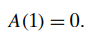 A(1) = 0.